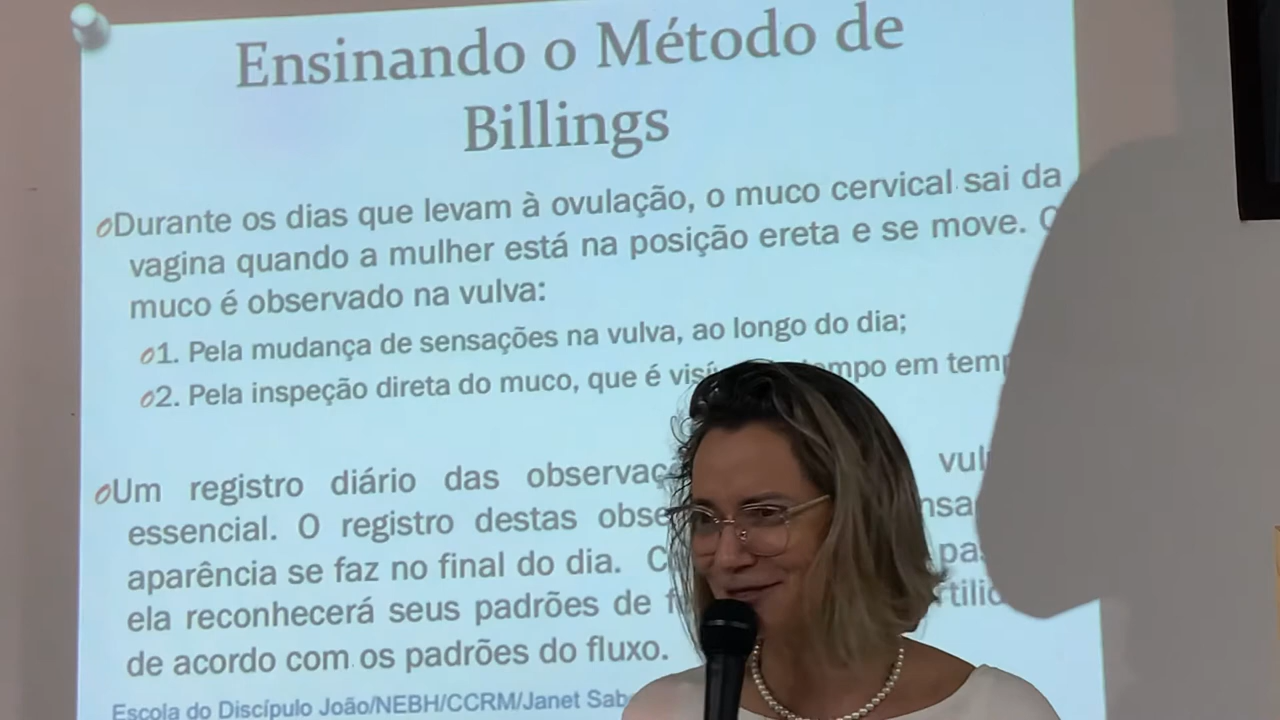 Ensinando o Método de
Billings
Durante os dias que levam à ovulação, o muco cervical sai da
vagina quando a mulher está na posição ereta e se move. O
muco é observado na vulva:
1. Pela mudança de sensações na vulva, ao longo do dia;
2. Pela inspeção direta do muco, que é tempo em
Um registro diário das
essencial. O registro destas
aparência se faz no final do dia.
ela reconhecerá seus padrões de
de acordo com os padrões do fluxo.
Escola do Discípulo João/NEBH/CCRM/Janet